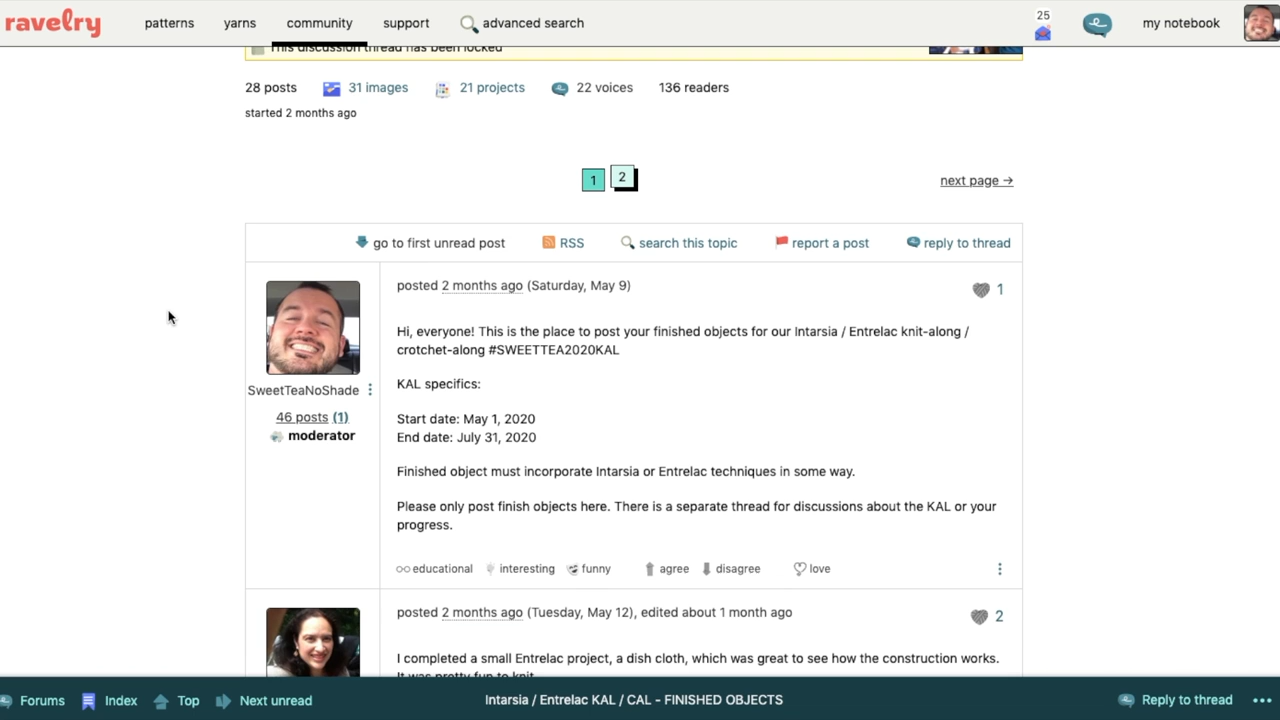 ravelry patterns yarns community support advanced search 25 my notebook
This discussion thread has been locked
28 posts 31 images 21 projects 22 voices 136 readers
started 2 months ago
1 2 next page →
go to first unread post RSS search this topic report a post reply to thread
posted 2 months ago (Saturday, May 9) 1
Hi, everyone! This is the place to post your finished objects for our Intarsia / Entrelac knit-along /
crotchet-along #SWEETTEA2020KAL
SweetTeaNoShade
46 posts (1)
moderator
KAL specifics:
Start date: May 1, 2020
End date: July 31, 2020
Finished object must incorporate Intarsia or Entrelac techniques in some way.
Please only post finish objects here. There is a separate thread for discussions about the KAL or your
progress.
educational interesting funny agree disagree love
posted 2 months ago (Tuesday, May 12), edited about 1 month ago 2
I completed a small Entrelac project, a dish cloth, which was great to see how the construction works.
It was pretty fun to knit
Forums Index Top Next unread Intarsia / Entrelac KAL / CAL - FINISHED OBJECTS Reply to thread